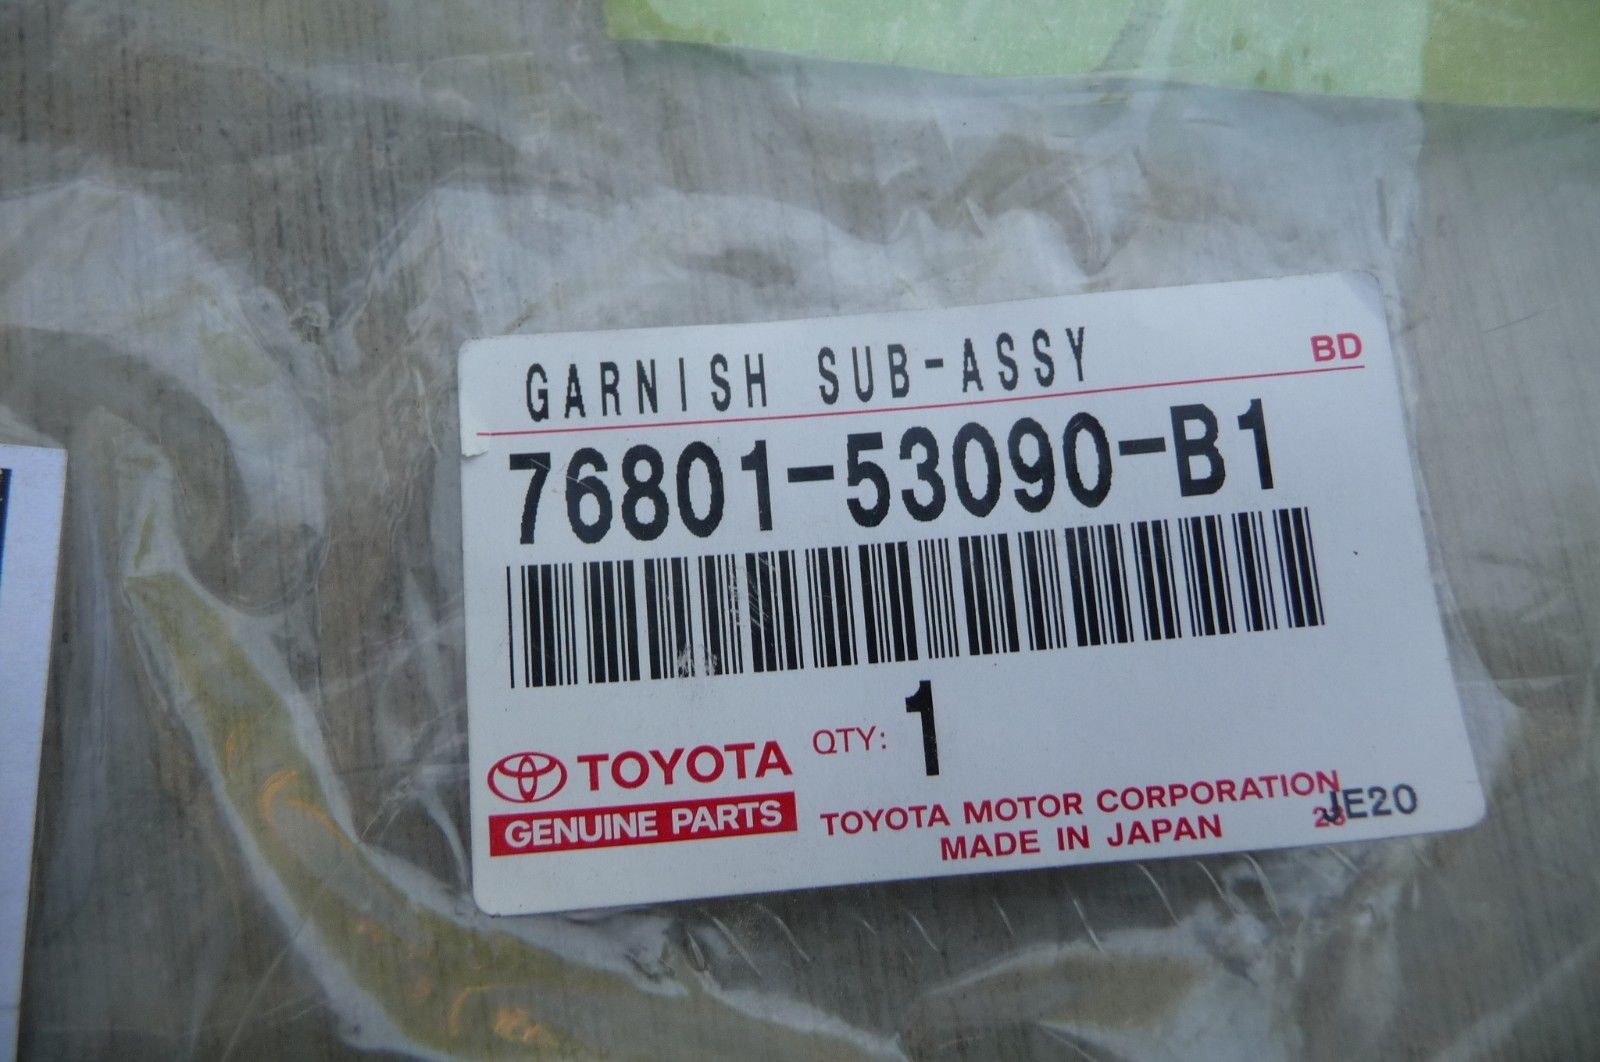 GARNISH SUB-ASSY BD
76801-53090-B1
QTY: 1
TOYOTA
GENUINE PARTS
TOYOTA MOTOR CORPORATION
MADE IN JAPAN
JE20